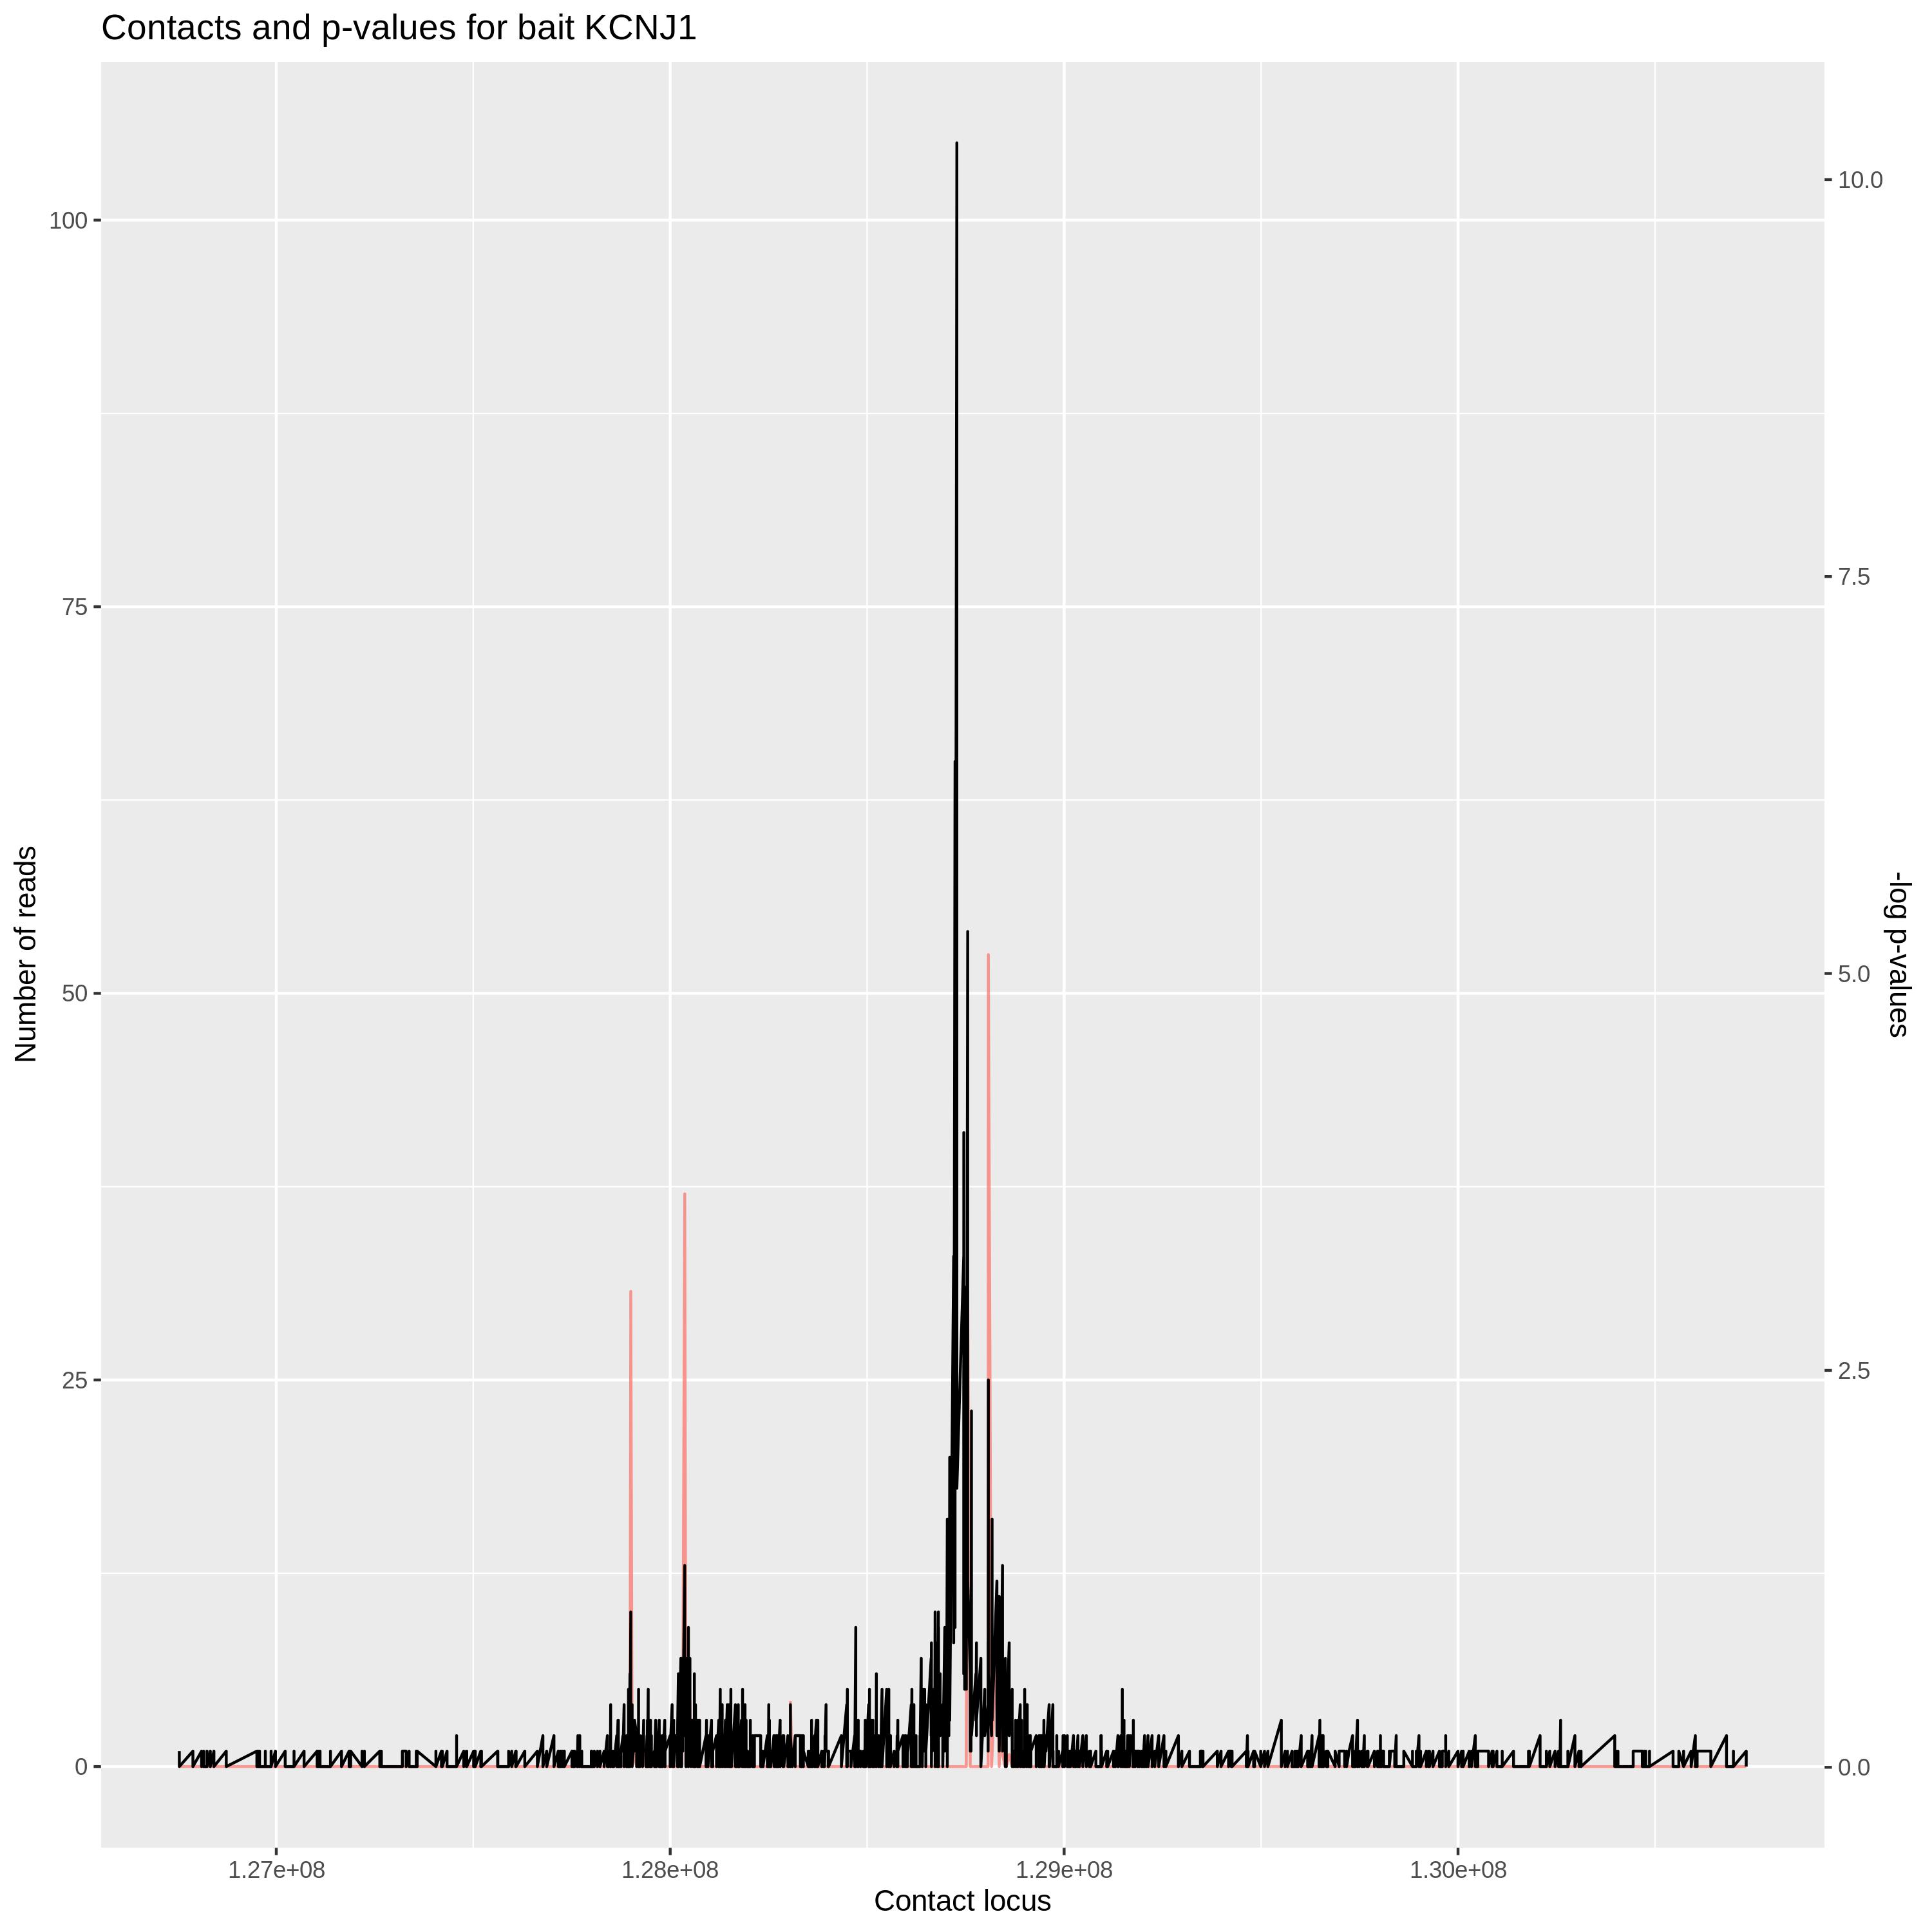 Contacts and p-values for bait KCNJ1
Number of reads
100
75
50
25
0
10.0
7.5
5.0
2.5
0.0
-log p-values
1.27e+08
1.28e+08
1.29e+08
1.30e+08
Contact locus